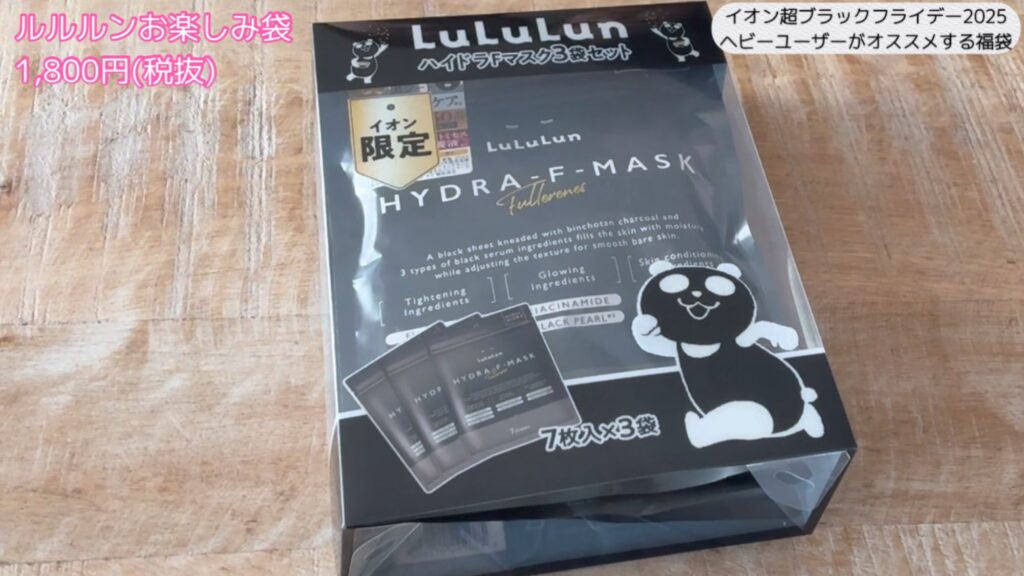 ルルルンお楽しみ袋
1,800円(税抜)
イオン超ブラックフライデー2025
ヘビーユーザーがオススメする福袋
LuLuLun
ハイドラFマスク3袋セット
イオン
限定
LuLuLun
HYDRA-F-MASK
Fullerenes
A black sheet kneaded with binchotan charcoal and
3 types of black serum ingredients fills the skin with moisture
while adjusting the texture for smooth bare skin.
Tightening
Ingredients
Glowing
Ingredients
Skin
NIACINAMIDE
BLACK PEARL
LuLuLun
HYDRA-F-MASK
7枚入×3袋